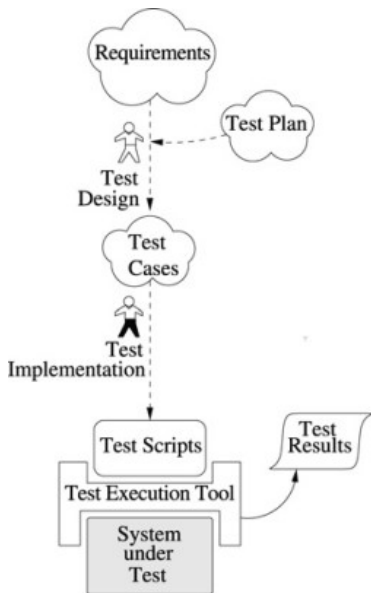 Requirements
Test Plan
Test
Design
Test
Cases
Test
Implementation
Test Scripts
Test
Results
Test Execution Tool
System
under
Test